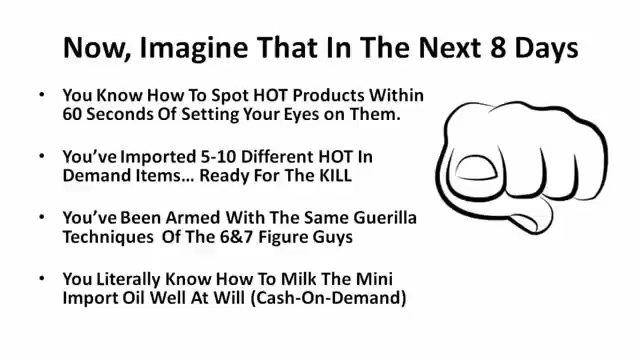 Now, Imagine That In The Next 8 Days
• You Know How To Spot HOT Products Within
60 Seconds Of Setting Your Eyes on Them.
• You've Imported 5-10 Different HOT In
Demand Items... Ready For The KILL
• You've Been Armed With The Same Guerilla
Techniques Of The 6&7 Figure Guys
• You Literally Know How To Milk The Mini
Import Oil Well At Will (Cash-On-Demand)